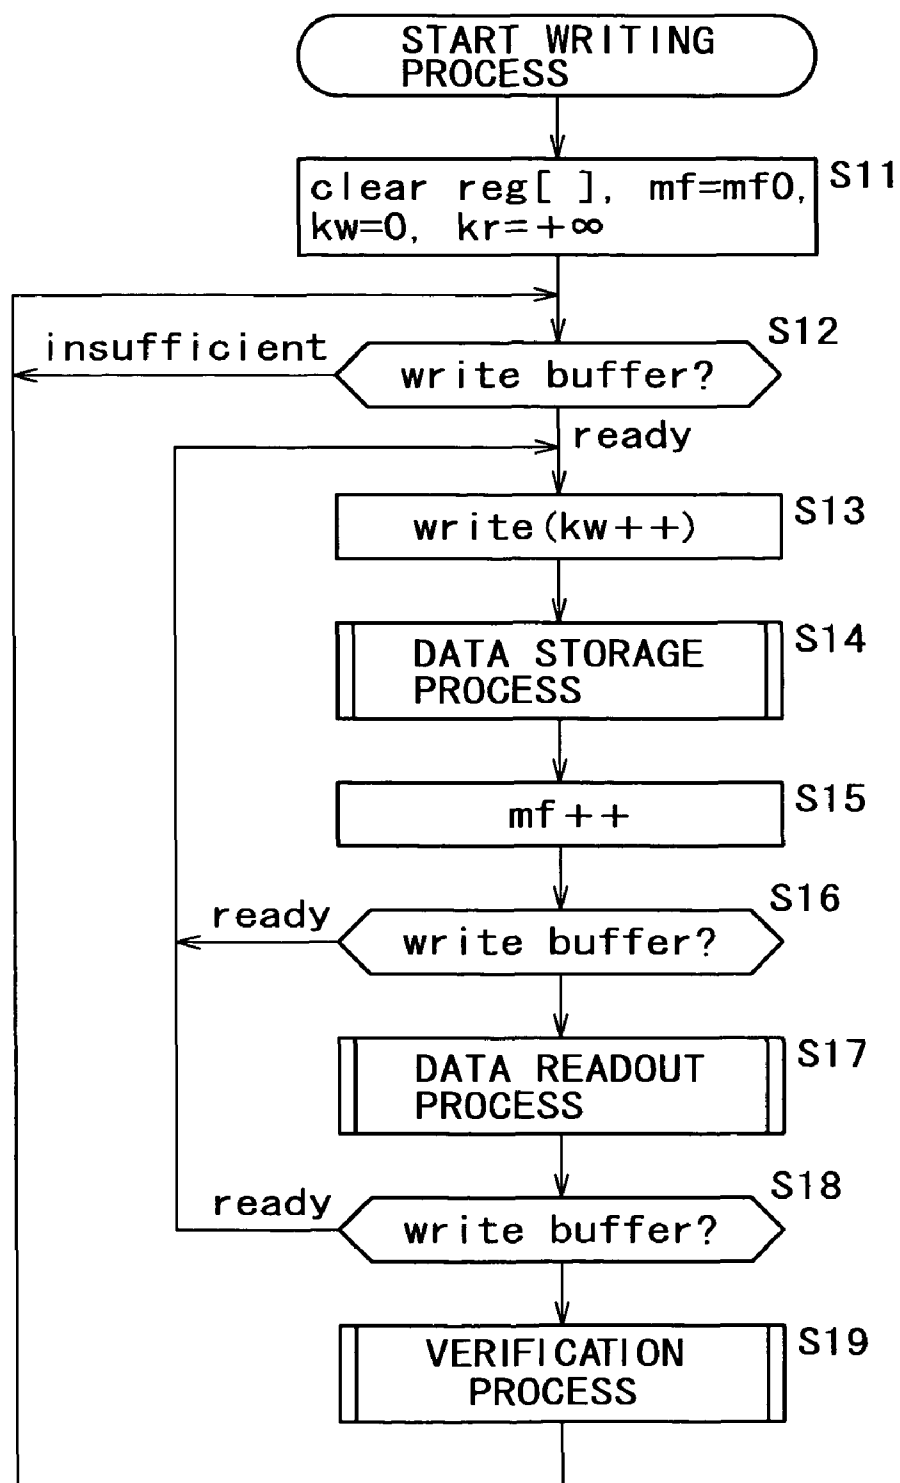 START WRITING
PROCESS
S11
clear reg[ ], mf=mf0,
kw=0, kr=+∞
S12
insufficient
write buffer?
ready
S13
write(kw++)
S14
DATA STORAGE
PROCESS
S15
mf++
S16
ready
write buffer?
S17
DATA READOUT
PROCESS
S18
ready
write buffer?
S19
VERIFICATION
PROCESS